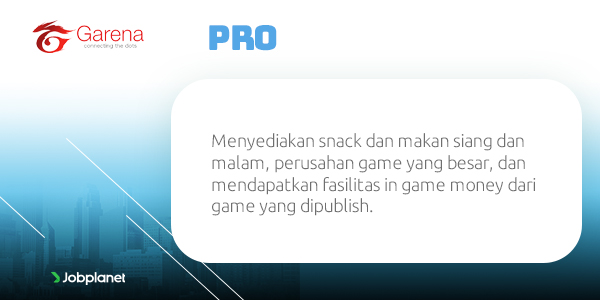 Garena
connecting the dots
PRO
Menyediakan snack dan makan siang dan
malam, perusahan game yang besar, dan
mendapatkan fasilitas in game money dari
game yang dipublish.
Jobplanet